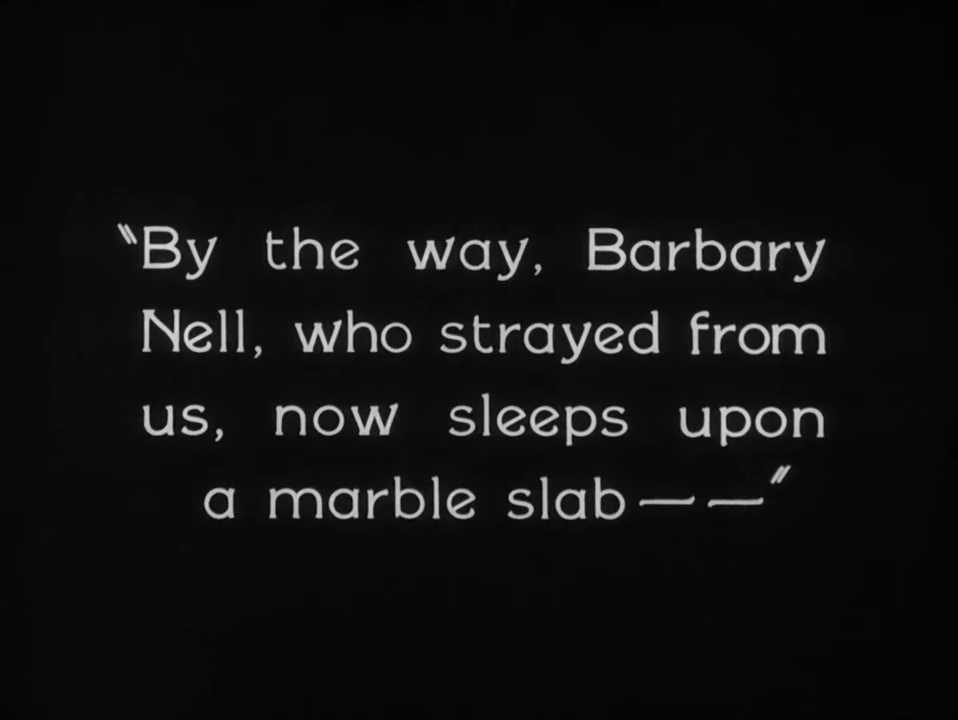 "By the way, Barbary
Nell, who strayed from
us, now sleeps upon
a marble slab — —"